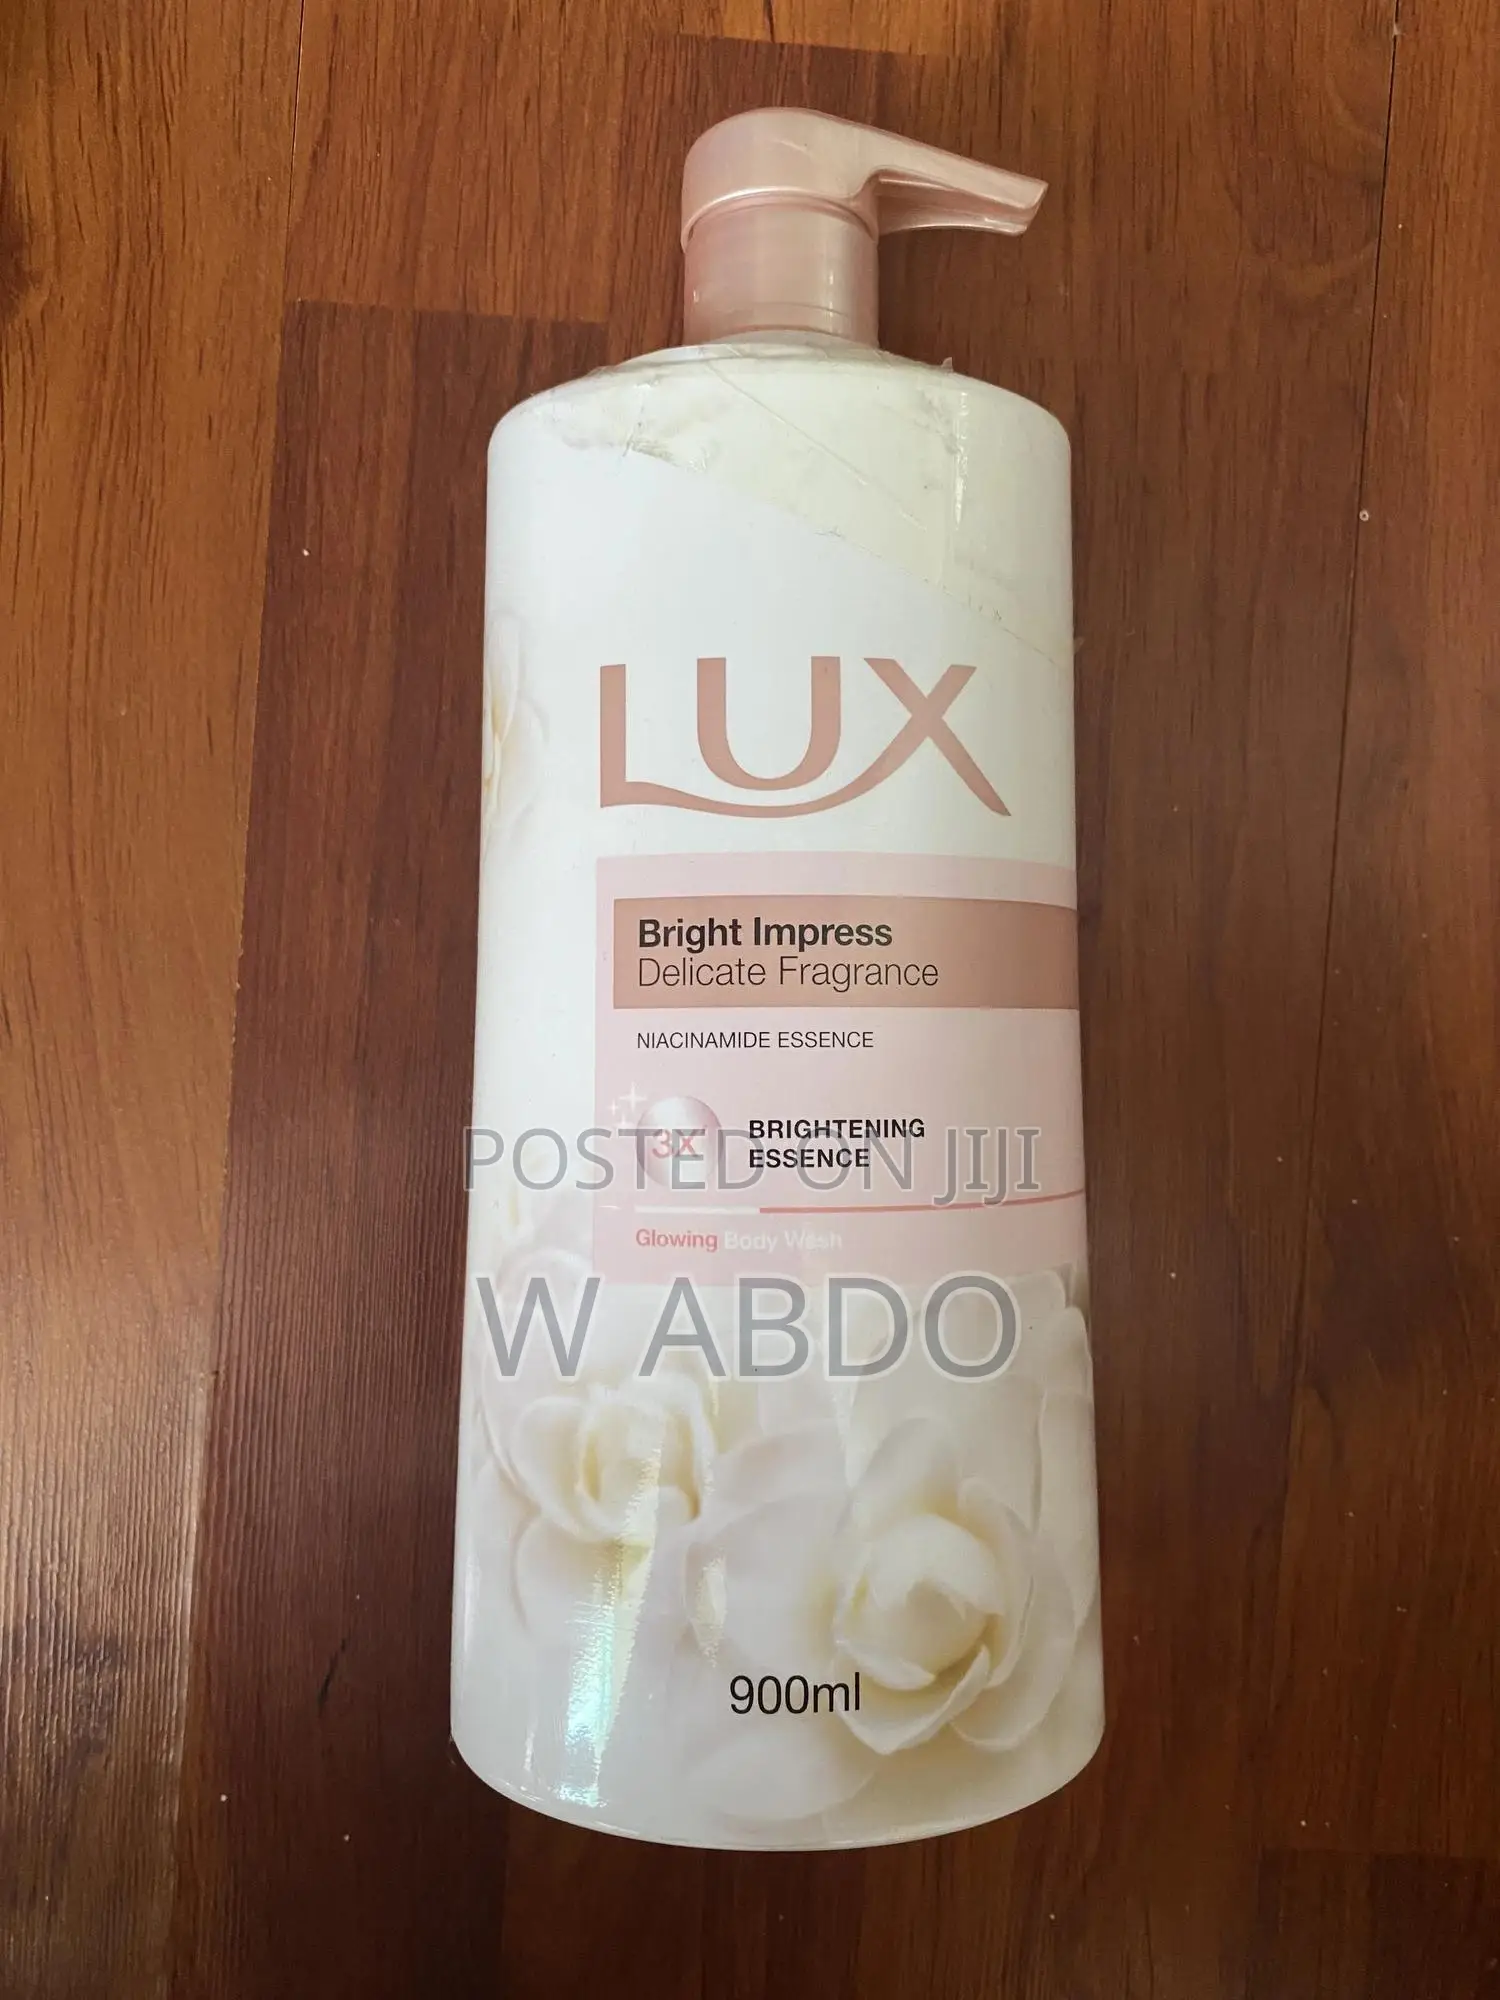 LUX
Bright Impress
Delicate Fragrance
NIACINAMIDE ESSENCE
3X
BRIGHTENING
ESSENCE
POSTED ON JIJI
Glowing Body Wash
W ABDO
900ml